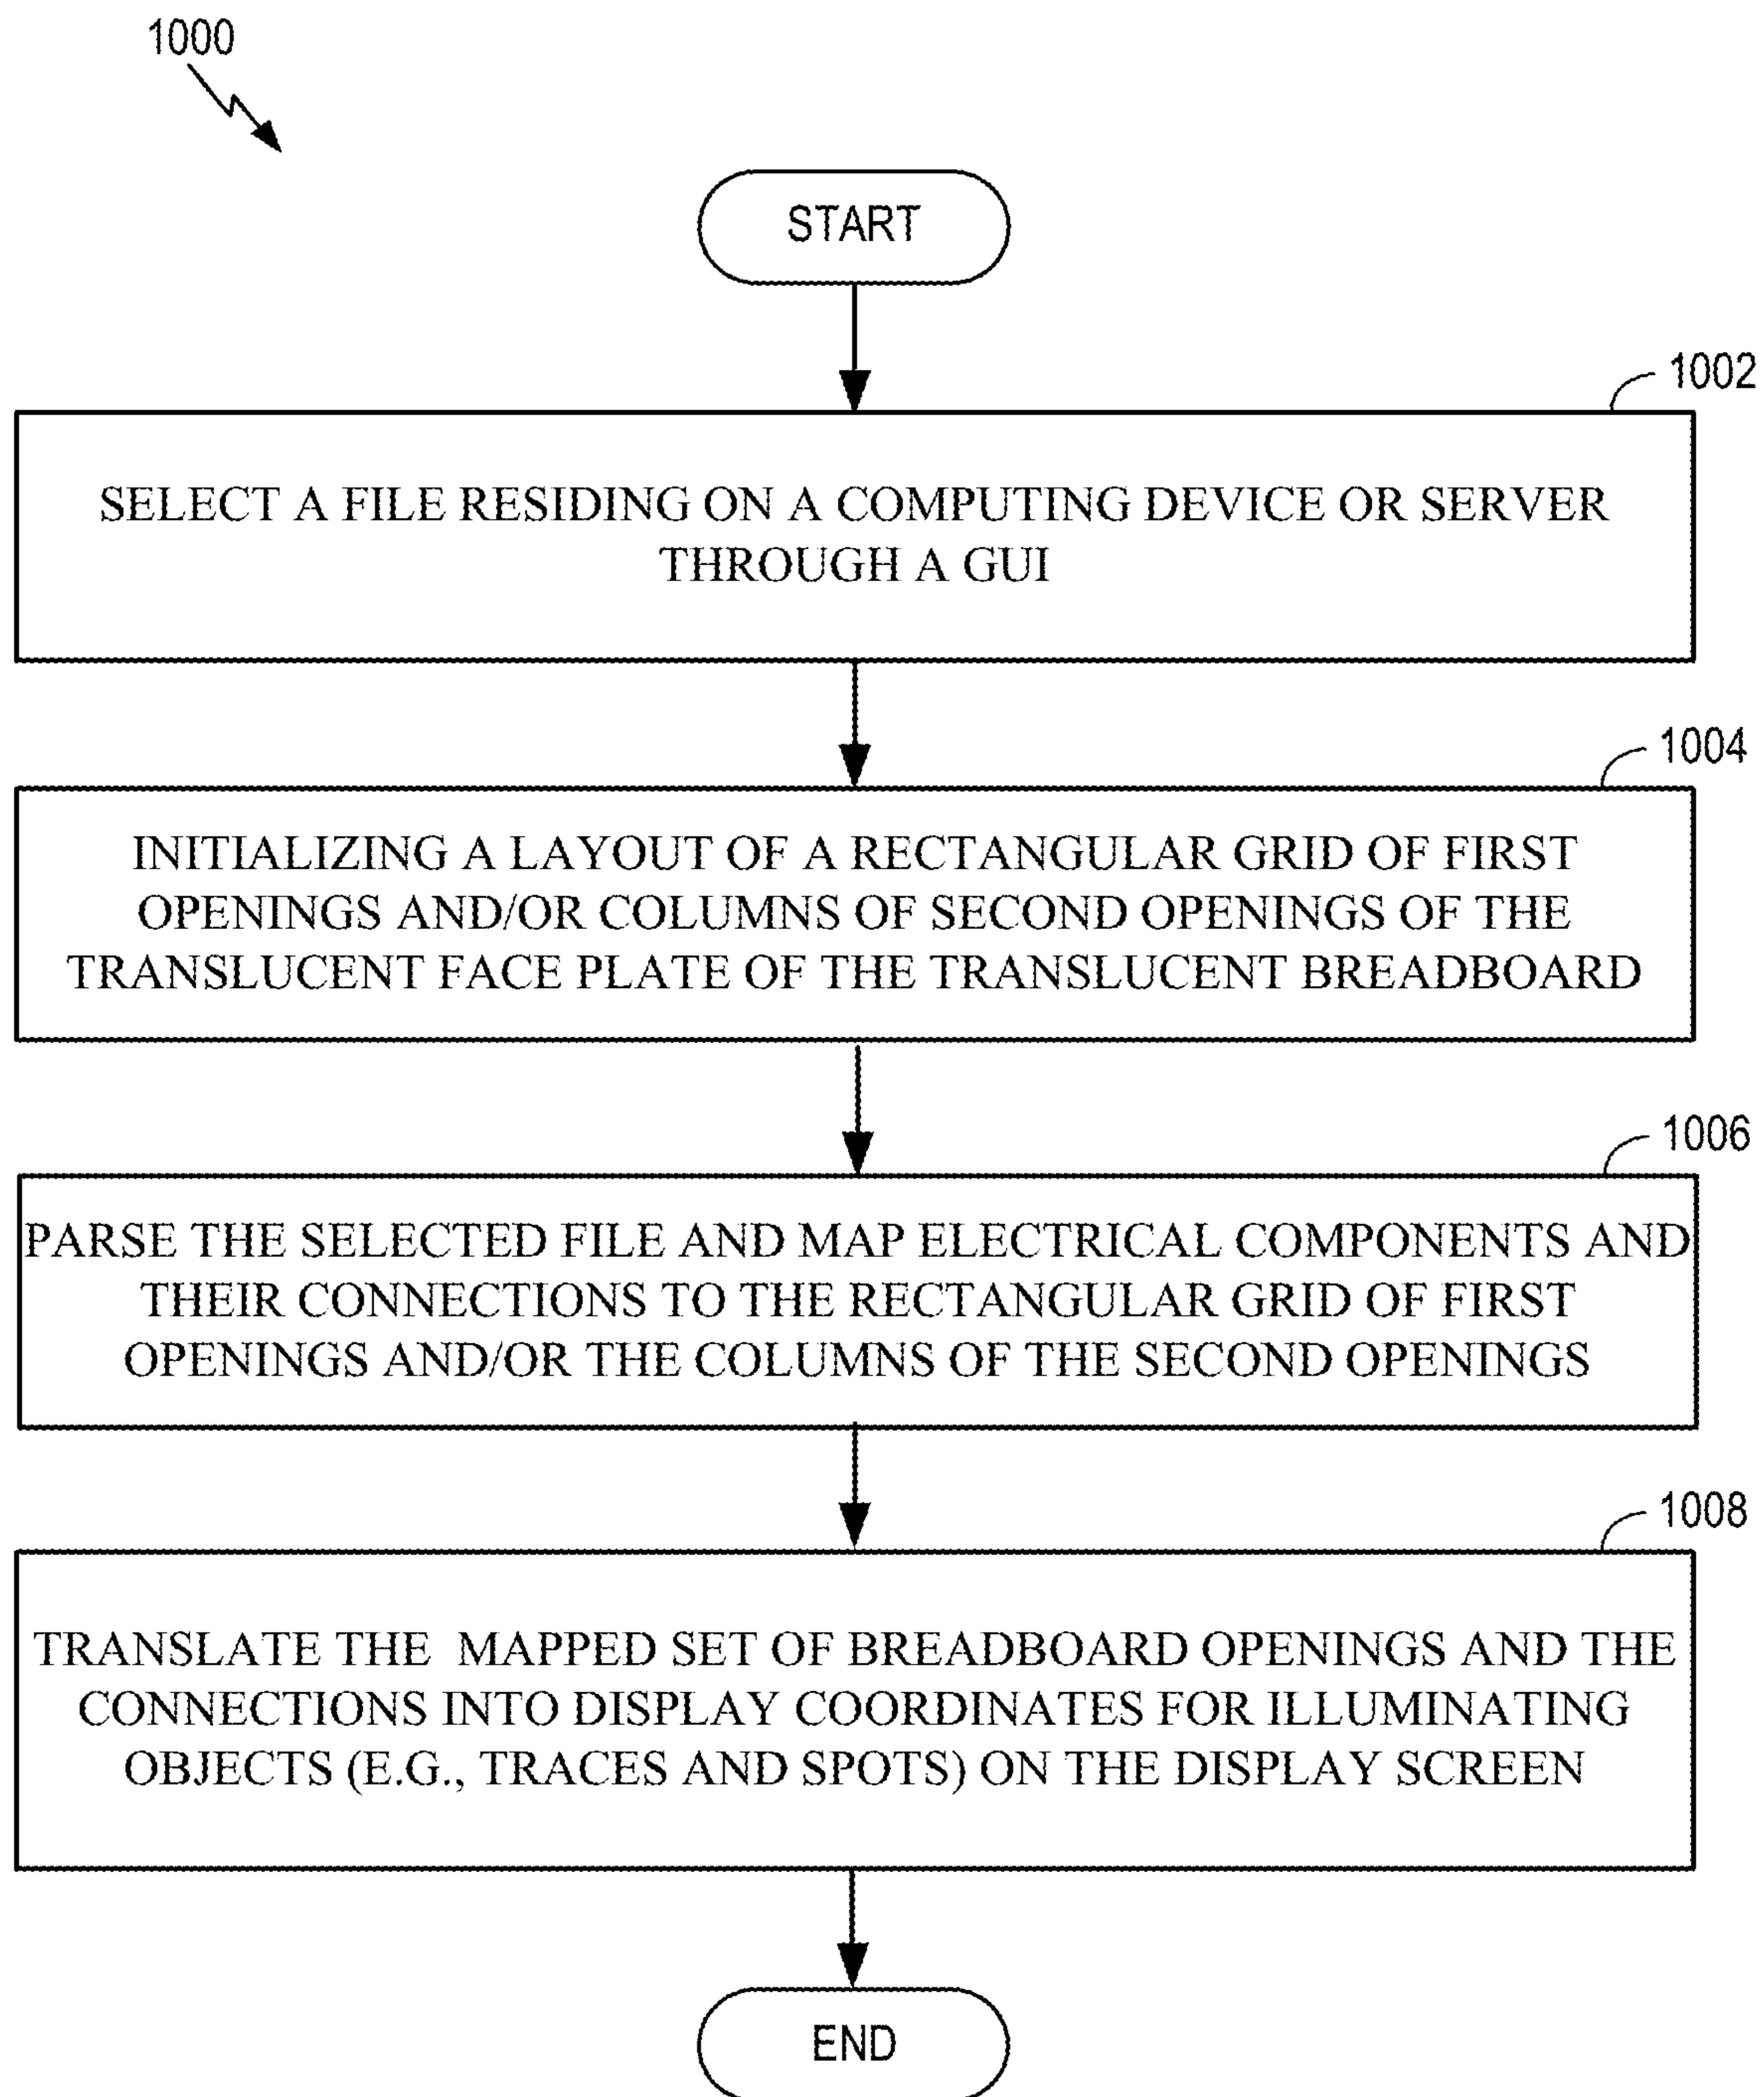 1000
START
1002
SELECT A FILE RESIDING ON A COMPUTING DEVICE OR SERVER
THROUGH A GUI
1004
INITIALIZING A LAYOUT OF A RECTANGULAR GRID OF FIRST
OPENINGS AND/OR COLUMNS OF SECOND OPENINGS OF THE
TRANSLUCENT FACE PLATE OF THE TRANSLUCENT BREADBOARD
1006
PARSE THE SELECTED FILE AND MAP ELECTRICAL COMPONENTS AND
THEIR CONNECTIONS TO THE RECTANGULAR GRID OF FIRST
OPENINGS AND/OR THE COLUMNS OF THE SECOND OPENINGS
1008
TRANSLATE THE MAPPED SET OF BREADBOARD OPENINGS AND THE
CONNECTIONS INTO DISPLAY COORDINATES FOR ILLUMINATING
OBJECTS (E.G., TRACES AND SPOTS) ON THE DISPLAY SCREEN
END